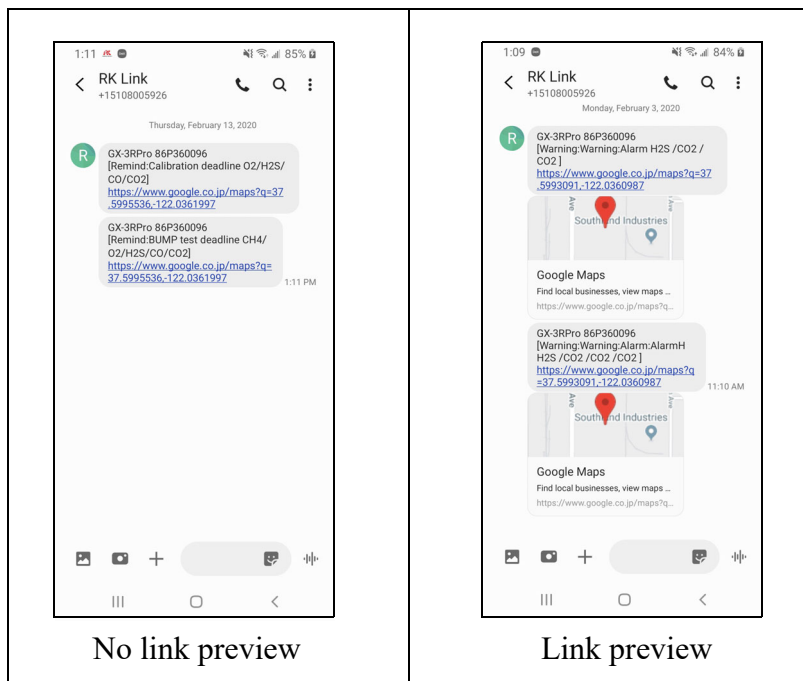 1:11
85%
RK Link
+15108005926
Thursday, February 13, 2020
R
GX-3RPro 86P360096
[Remind:Calibration deadline O2/H2S/
CO/CO2]
https://www.google.co.jp/maps?q=37
.5995536,-122.0361997
GX-3RPro 86P360096
[Remind:BUMP test deadline CH4/
O2/H2S/CO/CO2]
https://www.google.co.jp/maps?q=
37.5995536,-122.0361997
1:11 PM
No link preview
1:09
84%
RK Link
+15108005926
Monday, February 3, 2020
R
GX-3RPro 86P360096
[Warning:Warning:Alarm H2S /CO2 /
CO2 ]
https://www.google.co.jp/maps?q=37
.5993091,-122.0360987
Ave
Ave
Southland Industries
Google Maps
Find local businesses, view maps ...
https://www.google.co.jp/maps?q...
GX-3RPro 86P360096
[Warning:Warning:Alarm:AlarmH
H2S /CO2 /CO2 /CO2 ]
https://www.google.co.jp/maps?q
=37.5993091,-122.0360987
11:10 AM
Ave
Ave
Southland Industries
Google Maps
Find local businesses, view maps ...
https://www.google.co.jp/maps?q...
Link preview